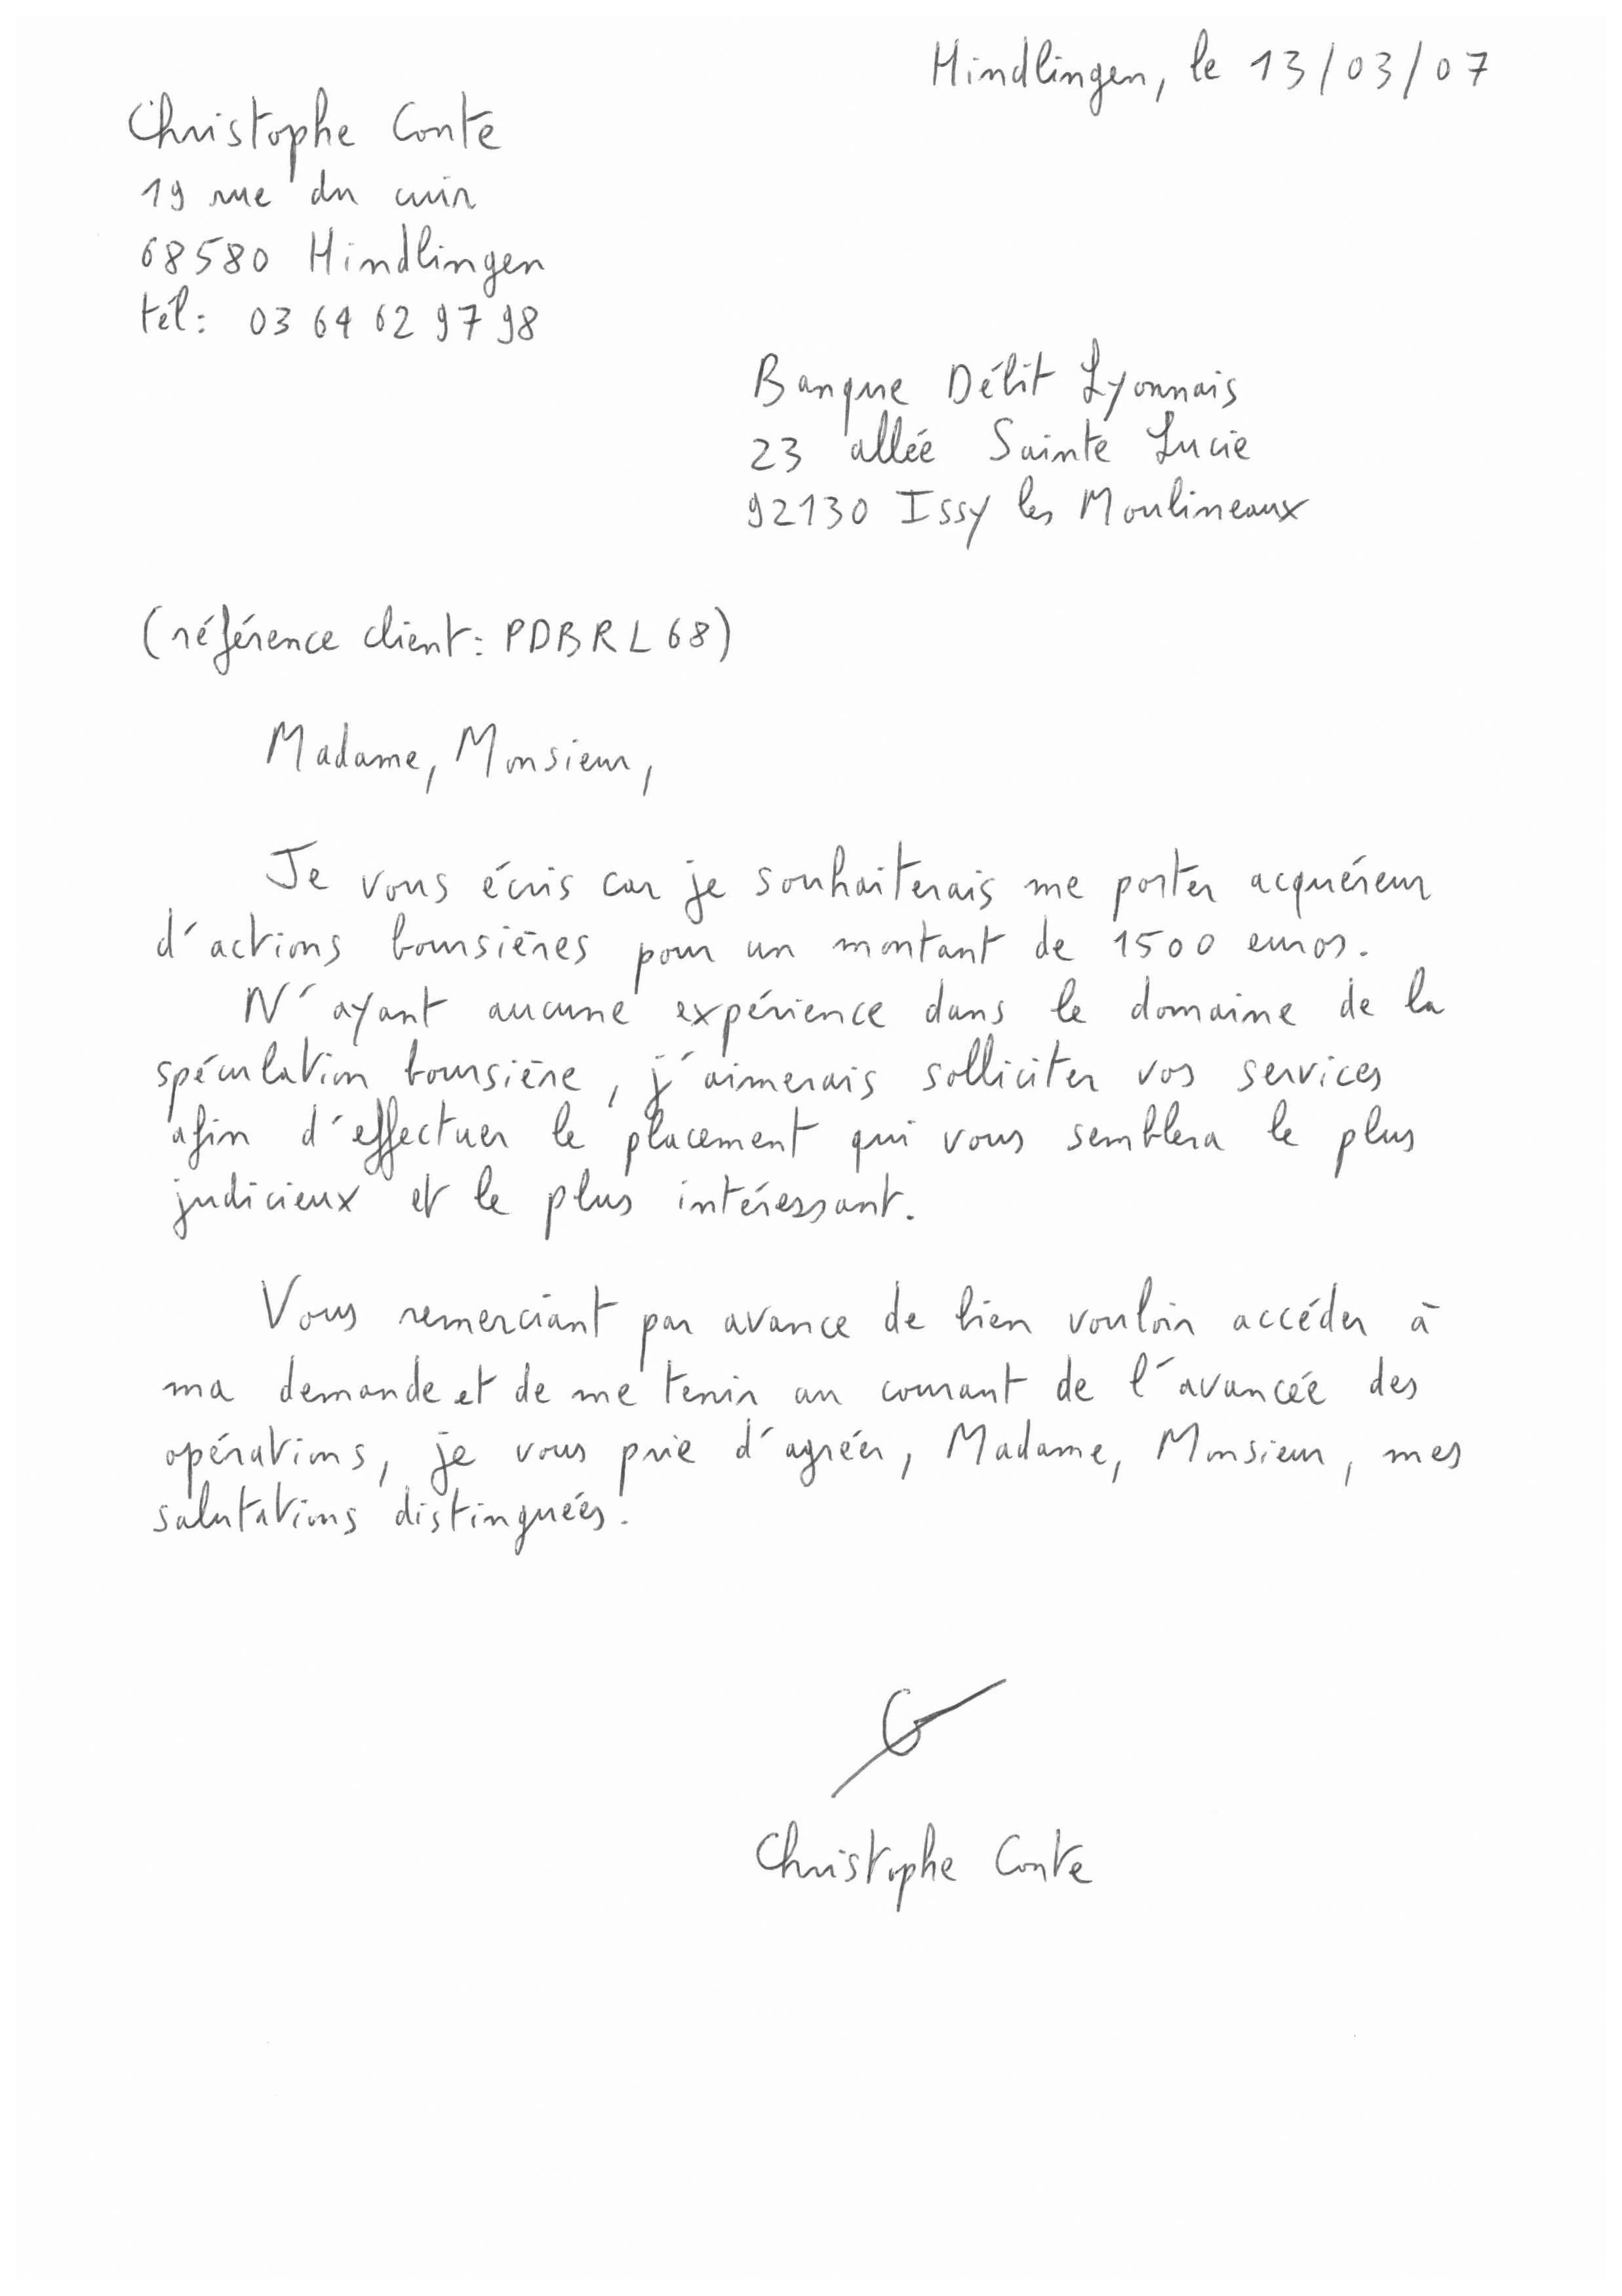 Hindlingen, le 13/03/07
Christophe Conte
19 rue du cuir
68580 Hindlingen
tél: 03 64 62 97 98
Banque Débit Lyonnais
23 allée Sainte Lucie
92130 Issy les Moulineaux
(référence client: PDBRL68)
Madame, Monsieur,
Je vous écris car je souhaiterais me porter acquéreur
d'actions boursières pour un montant de 1500 euros.
N'ayant aucune expérience dans le domaine de la
spéculation boursière, j'aimerais solliciter vos services
afin d'effectuer le placement qui vous semblera le plus
judicieux et le plus intéressant.
Vous remerciant par avance de bien vouloir accéder à
ma demande et de me tenir au courant de l'avancée des
opérations, je vous prie d'agréer, Madame, Monsieur, mes
salutations distinguées.
Christophe Conte